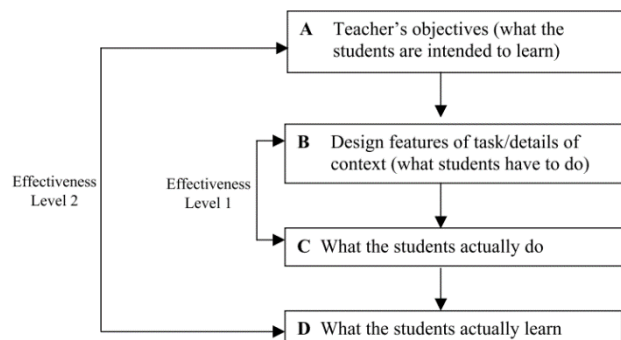 A Teacher's objectives (what the
students are intended to learn)
B Design features of task/details of
context (what students have to do)
Effectiveness
Level 2
Effectiveness
Level 1
C What the students actually do
D What the students actually learn